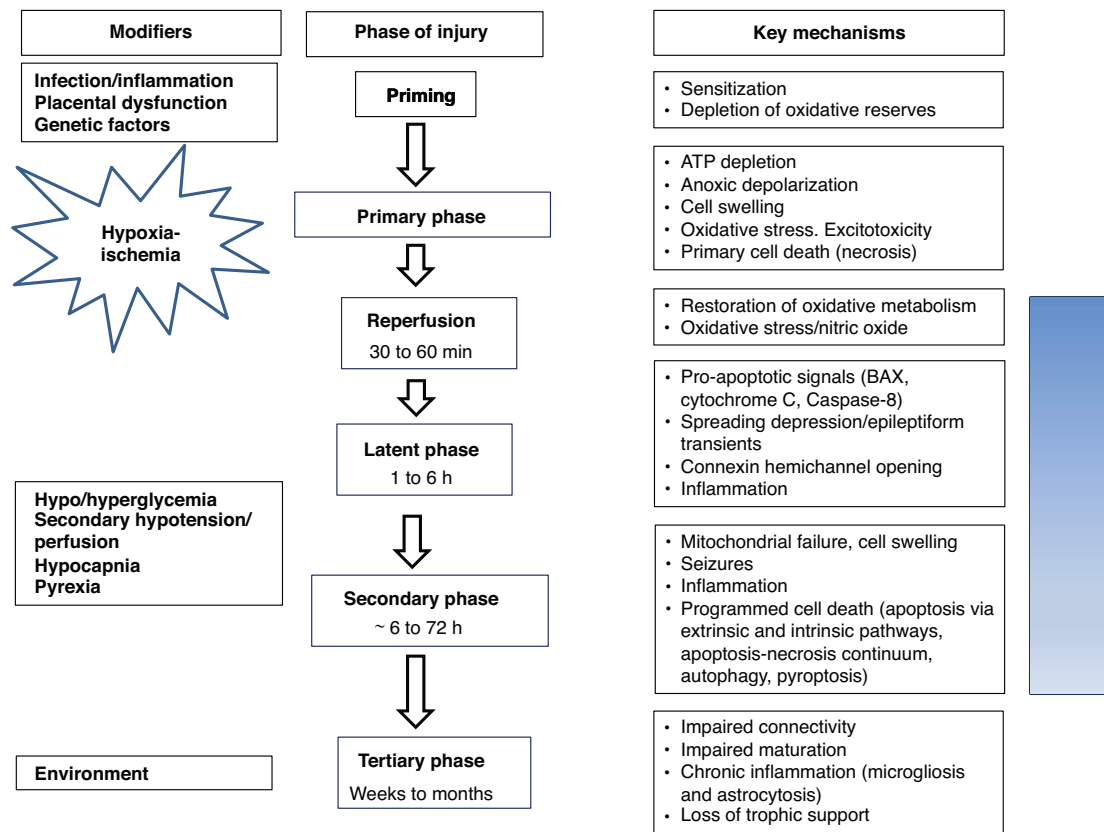 Modifiers
Phase of injury
Key mechanisms
Infection/inflammation
Placental dysfunction
Genetic factors
Priming
• Sensitization
• Depletion of oxidative reserves
Hypoxia-
ischemia
Primary phase
• ATP depletion
• Anoxic depolarization
• Cell swelling
• Oxidative stress. Excitotoxicity
• Primary cell death (necrosis)
Reperfusion
30 to 60 min
• Restoration of oxidative metabolism
• Oxidative stress/nitric oxide
Latent phase
1 to 6 h
• Pro-apoptotic signals (BAX,
cytochrome C, Caspase-8)
• Spreading depression/epileptiform
transients
• Connexin hemichannel opening
• Inflammation
Hypo/hyperglycemia
Secondary hypotension/
perfusion
Hypocapnia
Pyrexia
Secondary phase
~ 6 to 72 h
• Mitochondrial failure, cell swelling
• Seizures
• Inflammation
• Programmed cell death (apoptosis via
extrinsic and intrinsic pathways,
apoptosis-necrosis continuum,
autophagy, pyroptosis)
Environment
Tertiary phase
Weeks to months
• Impaired connectivity
• Impaired maturation
• Chronic inflammation (microgliosis
and astrocytosis)
• Loss of trophic support